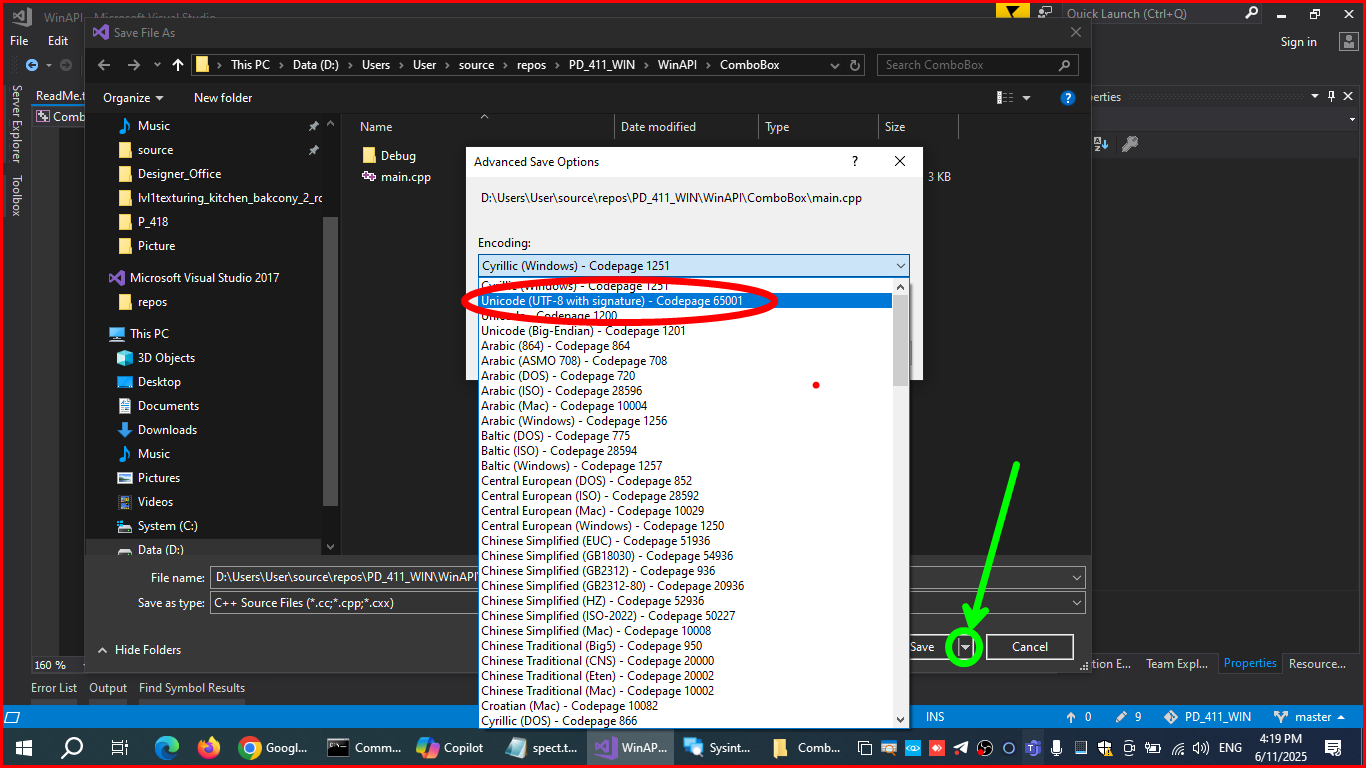 WinAPI - Microsoft Visual Studio
Quick Launch (Ctrl+Q)
File Edit
Sign in
Save File As
This PC > Data (D:) > Users > User > source > repos > PD_411_WIN > WinAPI > ComboBox
Search ComboBox
Organize
New folder
Server Explorer
Toolbox
ReadMe.t
Comb
erties
Music
source
Designer_Office
lvl1texturing_kitchen_bakcony_2_ro
P_418
Picture
Microsoft Visual Studio 2017
repos
This PC
3D Objects
Desktop
Documents
Downloads
Music
Pictures
Videos
System (C:)
Data (D:)
Name Date modified Type Size
Debug
main.cpp
3 KB
Advanced Save Options
?
D:\Users\User\source\repos\PD_411_WIN\WinAPI\ComboBox\main.cpp
Encoding:
Cyrillic (Windows) - Codepage 1251
Cyrillic (Windows) - Codepage 1251
Unicode (UTF-8 with signature) - Codepage 65001
Unicode - Codepage 1200
Unicode (Big-Endian) - Codepage 1201
Arabic (864) - Codepage 864
Arabic (ASMO 708) - Codepage 708
Arabic (DOS) - Codepage 720
Arabic (ISO) - Codepage 28596
Arabic (Mac) - Codepage 10004
Arabic (Windows) - Codepage 1256
Baltic (DOS) - Codepage 775
Baltic (ISO) - Codepage 28594
Baltic (Windows) - Codepage 1257
Central European (DOS) - Codepage 852
Central European (ISO) - Codepage 28592
Central European (Mac) - Codepage 10029
Central European (Windows) - Codepage 1250
Chinese Simplified (EUC) - Codepage 51936
Chinese Simplified (GB18030) - Codepage 54936
Chinese Simplified (GB2312) - Codepage 936
Chinese Simplified (GB2312-80) - Codepage 20936
Chinese Simplified (HZ) - Codepage 52936
Chinese Simplified (ISO-2022) - Codepage 50227
Chinese Simplified (Mac) - Codepage 10008
Chinese Traditional (Big5) - Codepage 950
Chinese Traditional (CNS) - Codepage 20000
Chinese Traditional (Eten) - Codepage 20002
Chinese Traditional (Mac) - Codepage 10002
Croatian (Mac) - Codepage 10082
Cyrillic (DOS) - Codepage 866
File name: D:\Users\User\source\repos\PD_411_WIN\WinAPI
Save as type: C++ Source Files (*.cc;*.cpp;*.cxx)
Hide Folders
Save
Cancel
160 %
tion E... Team Expl... Properties Resource...
Error List Output Find Symbol Results
INS
0
9
PD_411_WIN
master
Googl...
Comm...
Copilot
spect.t...
WinAP...
Sysint...
Comb...
ENG
4:19 PM
6/11/2025